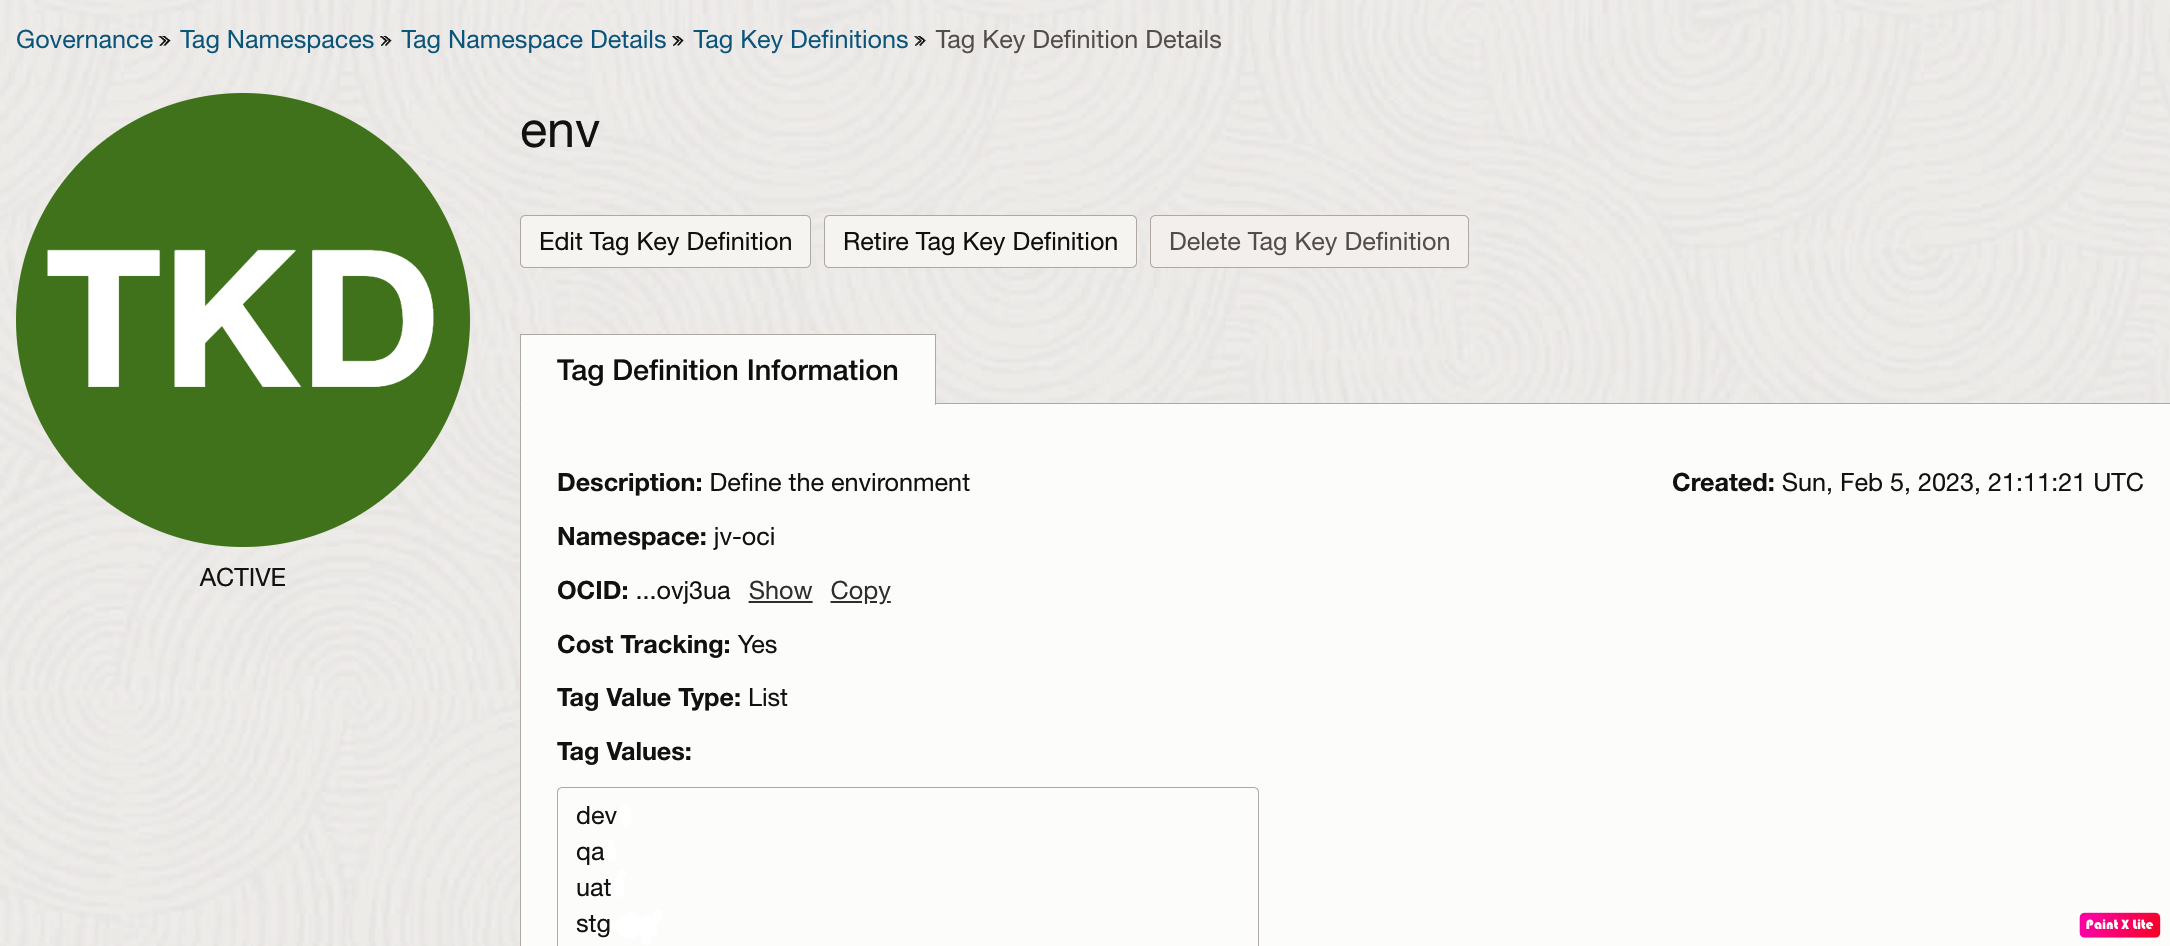 Governance » Tag Namespaces » Tag Namespace Details » Tag Key Definitions » Tag Key Definition Details
TKD
ACTIVE
env
Edit Tag Key Definition Retire Tag Key Definition Delete Tag Key Definition
Tag Definition Information
Description: Define the environment
Created: Sun, Feb 5, 2023, 21:11:21 UTC
Namespace: jv-oci
OCID: ...ovj3ua Show Copy
Cost Tracking: Yes
Tag Value Type: List
Tag Values:
dev
qa
uat
stg
Paint X Lite